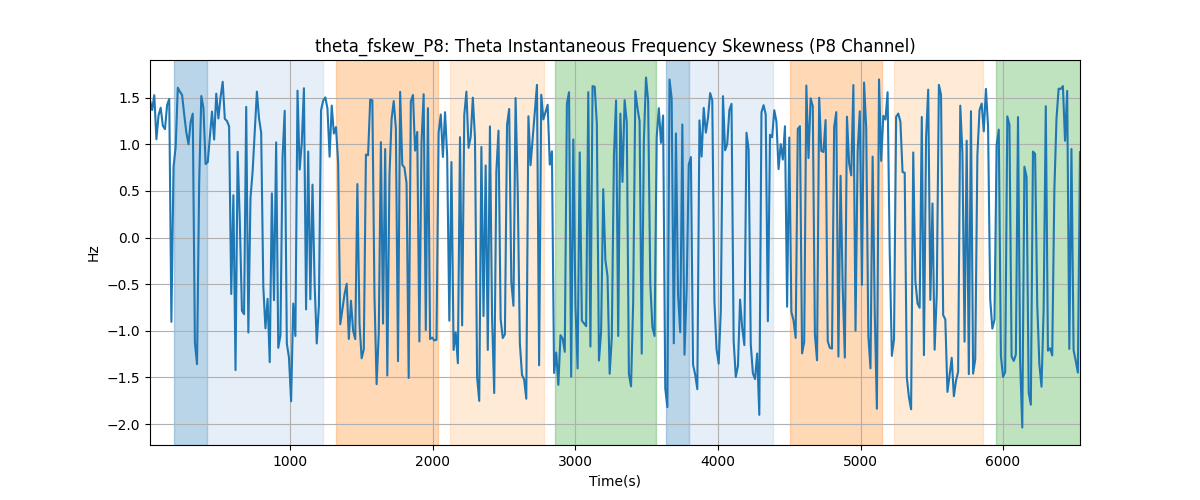 theta_fskew_P8: Theta Instantaneous Frequency Skewness (P8 Channel)
1.5
1.0
0.5
0.0
−0.5
−1.0
−1.5
−2.0
Hz
1000 2000 3000 4000 5000 6000
Time(s)